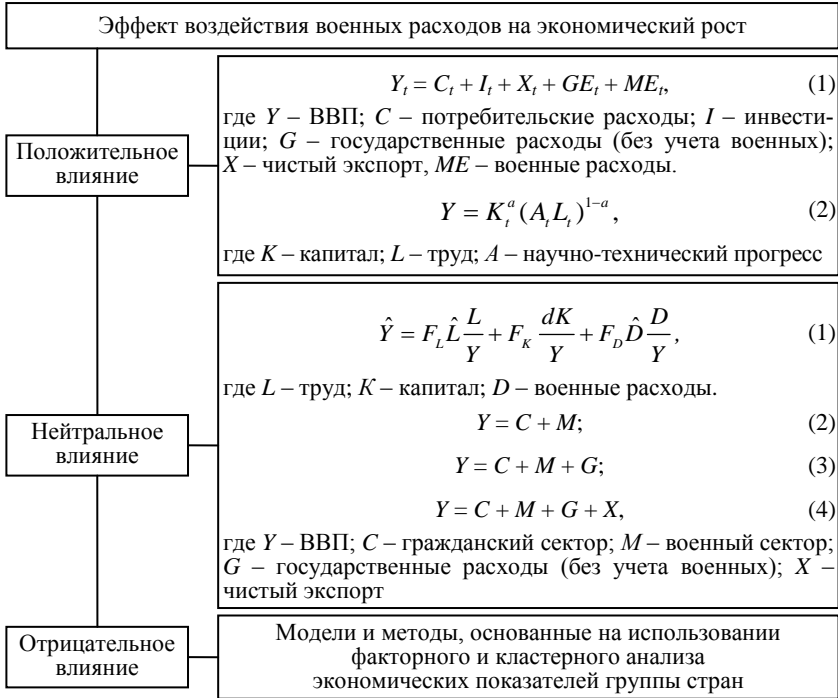 Эффект воздействия военных расходов на экономический рост
Положительное
влияние
Y_t = C_t + I_t + X_t + GE_t + ME_t, (1)
где Y – ВВП; C – потребительские расходы; I – инвести-
ции; G – государственные расходы (без учета военных);
X – чистый экспорт, ME – военные расходы.
Y = K_t^a (A_t L_t)^{1–a}, (2)
где K – капитал; L – труд; A – научно-технический прогресс
Нейтральное
влияние
Ŷ = F_L L̂ L/Y + F_K dK/Y + F_D D̂ D/Y, (1)
где L – труд; K – капитал; D – военные расходы.
Y = C + M; (2)
Y = C + M + G; (3)
Y = C + M + G + X, (4)
где Y – ВВП; C – гражданский сектор; M – военный сектор;
G – государственные расходы (без учета военных); X –
чистый экспорт
Отрицательное
влияние
Модели и методы, основанные на использовании
факторного и кластерного анализа
экономических показателей группы стран